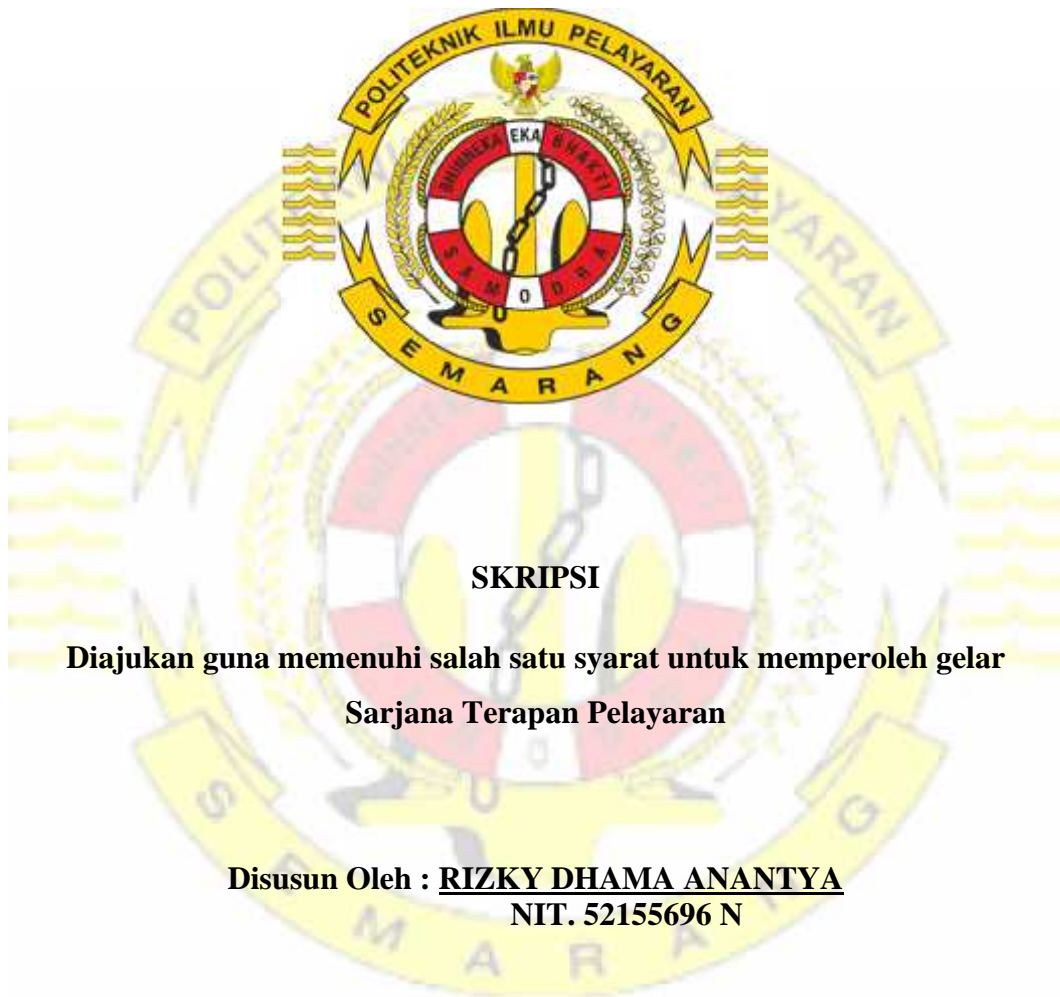 POLITEKNIK ILMU PELAYARAN
BHINNEKA EKA BHAKTI
SAMODRA
SEMARANG
SKRIPSI
Diajukan guna memenuhi salah satu syarat untuk memperoleh gelar
Sarjana Terapan Pelayaran
Disusun Oleh : RIZKY DHAMA ANANTYA
NIT. 52155696 N